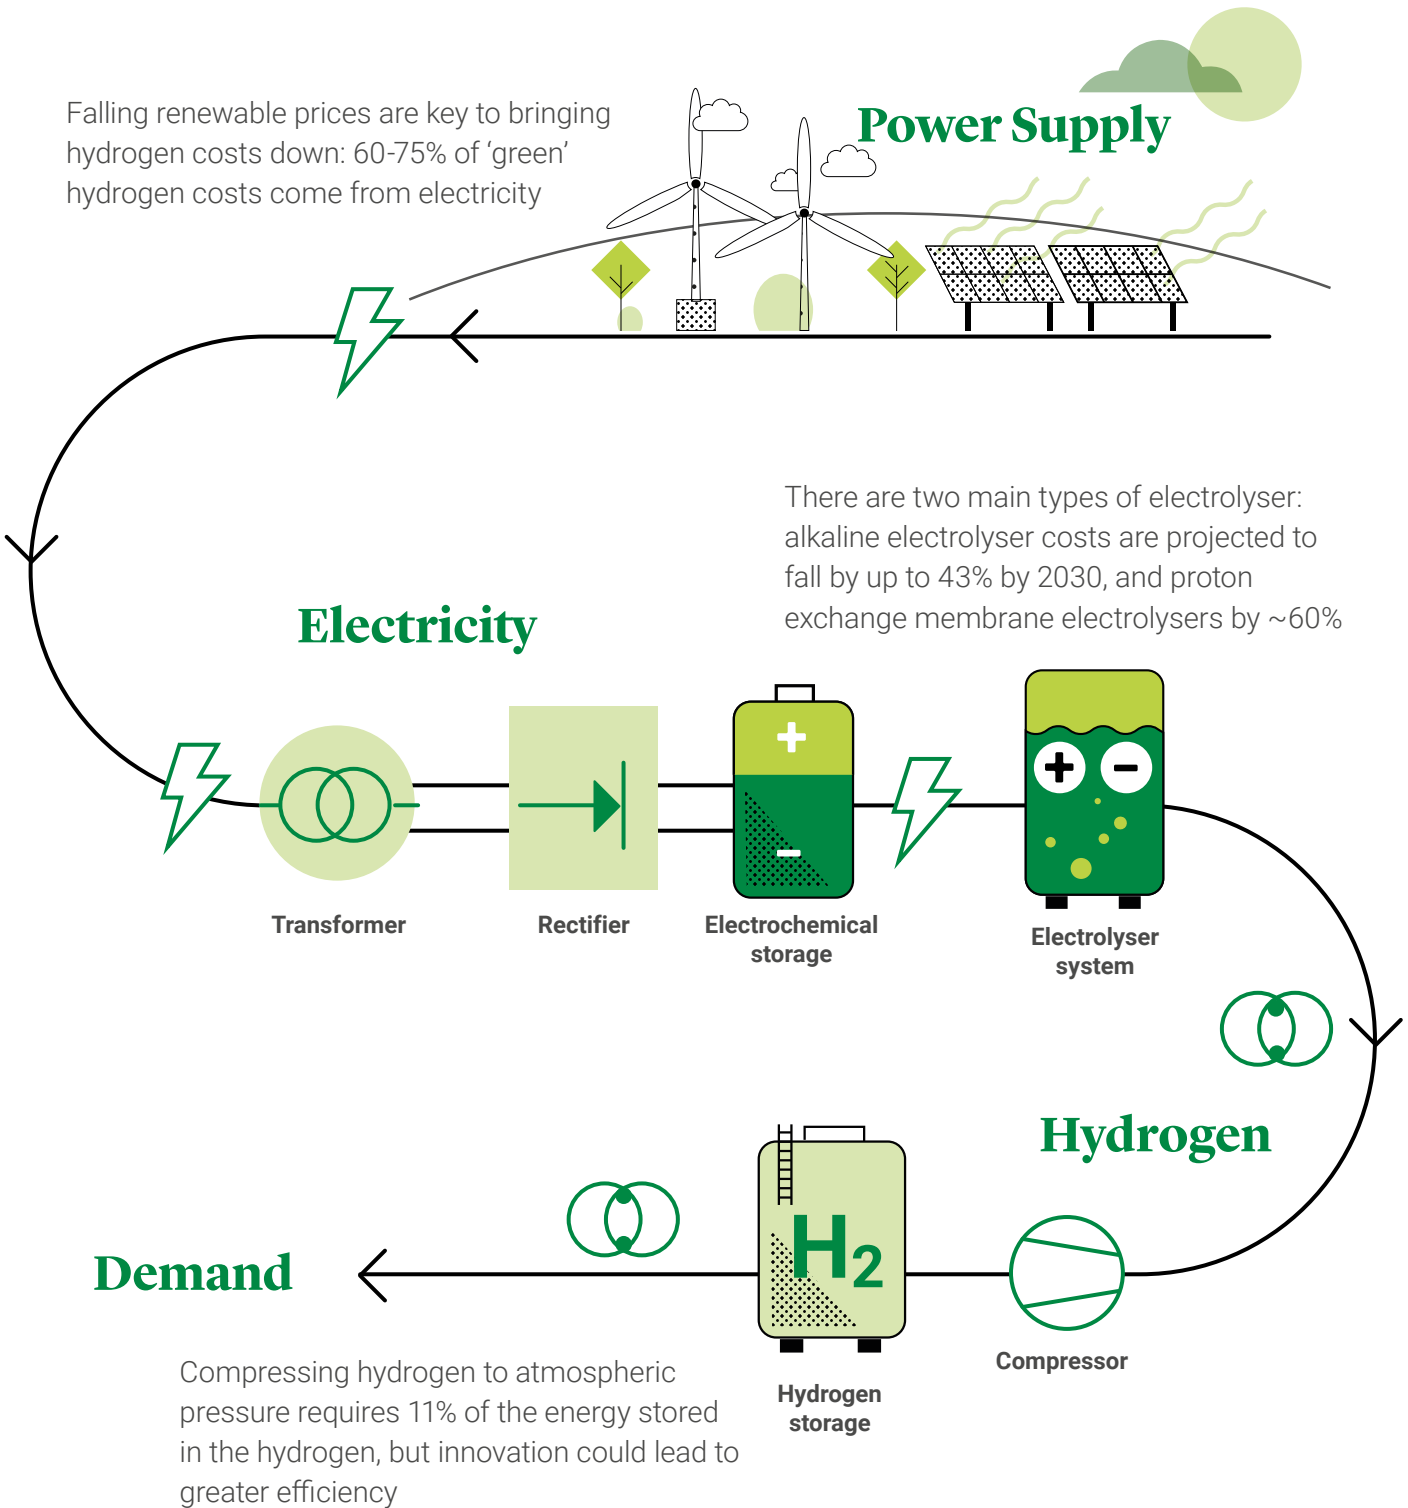 Falling renewable prices are key to bringing
hydrogen costs down: 60-75% of ‘green’
hydrogen costs come from electricity
Power Supply
There are two main types of electrolyser:
alkaline electrolyser costs are projected to
fall by up to 43% by 2030, and proton
exchange membrane electrolysers by ~60%
Electricity
Transformer
Rectifier
Electrochemical
storage
Electrolyser
system
Hydrogen
H2
Demand
Compressor
Hydrogen
storage
Compressing hydrogen to atmospheric
pressure requires 11% of the energy stored
in the hydrogen, but innovation could lead to
greater efficiency